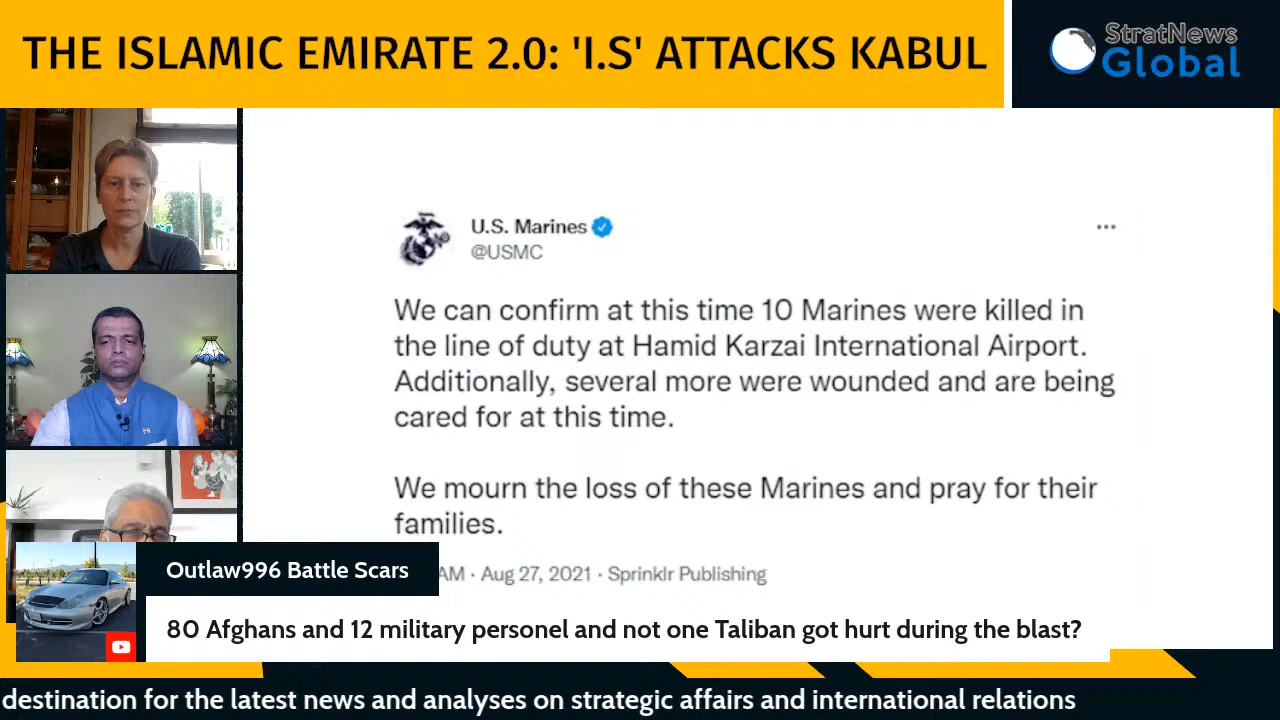 THE ISLAMIC EMIRATE 2.0: 'I.S' ATTACKS KABUL
StratNews
Global
U.S. Marines
@USMC
We can confirm at this time 10 Marines were killed in
the line of duty at Hamid Karzai International Airport.
Additionally, several more were wounded and are being
cared for at this time.
We mourn the loss of these Marines and pray for their
families.
AM · Aug 27, 2021 · Sprinklr Publishing
Outlaw996 Battle Scars
80 Afghans and 12 military personel and not one Taliban got hurt during the blast?
destination for the latest news and analyses on strategic affairs and international relations